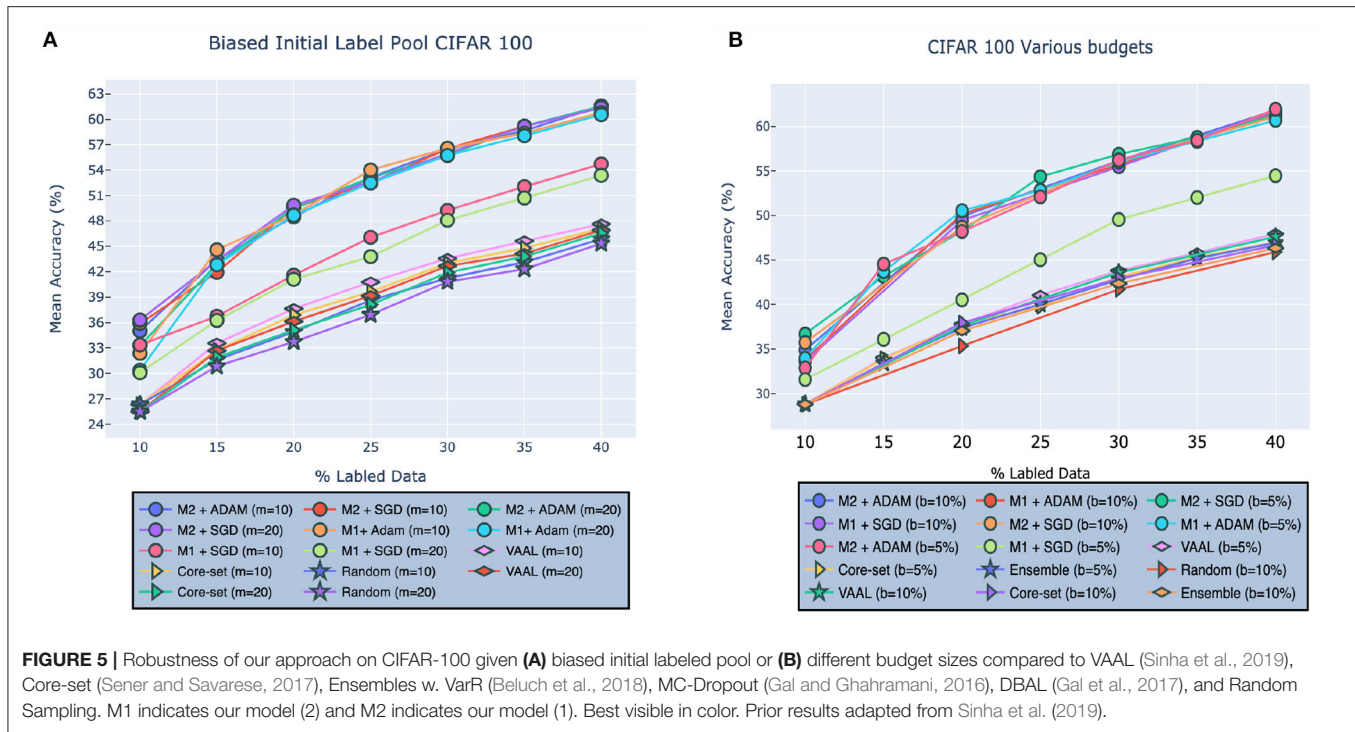 A
Biased Initial Label Pool CIFAR 100
Mean Accuracy (%)
63
60
57
54
51
48
45
42
39
36
33
30
27
24
10 15 20 25 30 35 40
% Labled Data
M2 + ADAM (m=10) M2 + SGD (m=10) M2 + ADAM (m=20)
M2 + SGD (m=20) M1+ Adam (m=10) M1+ Adam (m=20)
M1 + SGD (m=10) M1 + SGD (m=20) VAAL (m=10)
Core-set (m=10) Random (m=10) VAAL (m=20)
Core-set (m=20) Random (m=20)
B
CIFAR 100 Various budgets
Mean Accuracy (%)
60
55
50
45
40
35
30
10 15 20 25 30 35 40
% Labled Data
M2 + ADAM (b=10%) M1 + ADAM (b=10%) M2 + SGD (b=5%)
M1 + SGD (b=10%) M2 + SGD (b=10%) M1 + ADAM (b=5%)
M2 + ADAM (b=5%) M1 + SGD (b=5%) VAAL (b=5%)
Core-set (b=5%) Ensemble (b=5%) Random (b=10%)
VAAL (b=10%) Core-set (b=10%) Ensemble (b=10%)
FIGURE 5 | Robustness of our approach on CIFAR-100 given (A) biased initial labeled pool or (B) different budget sizes compared to VAAL (Sinha et al., 2019),
Core-set (Sener and Savarese, 2017), Ensembles w. VarR (Beluch et al., 2018), MC-Dropout (Gal and Ghahramani, 2016), DBAL (Gal et al., 2017), and Random
Sampling. M1 indicates our model (2) and M2 indicates our model (1). Best visible in color. Prior results adapted from Sinha et al. (2019).